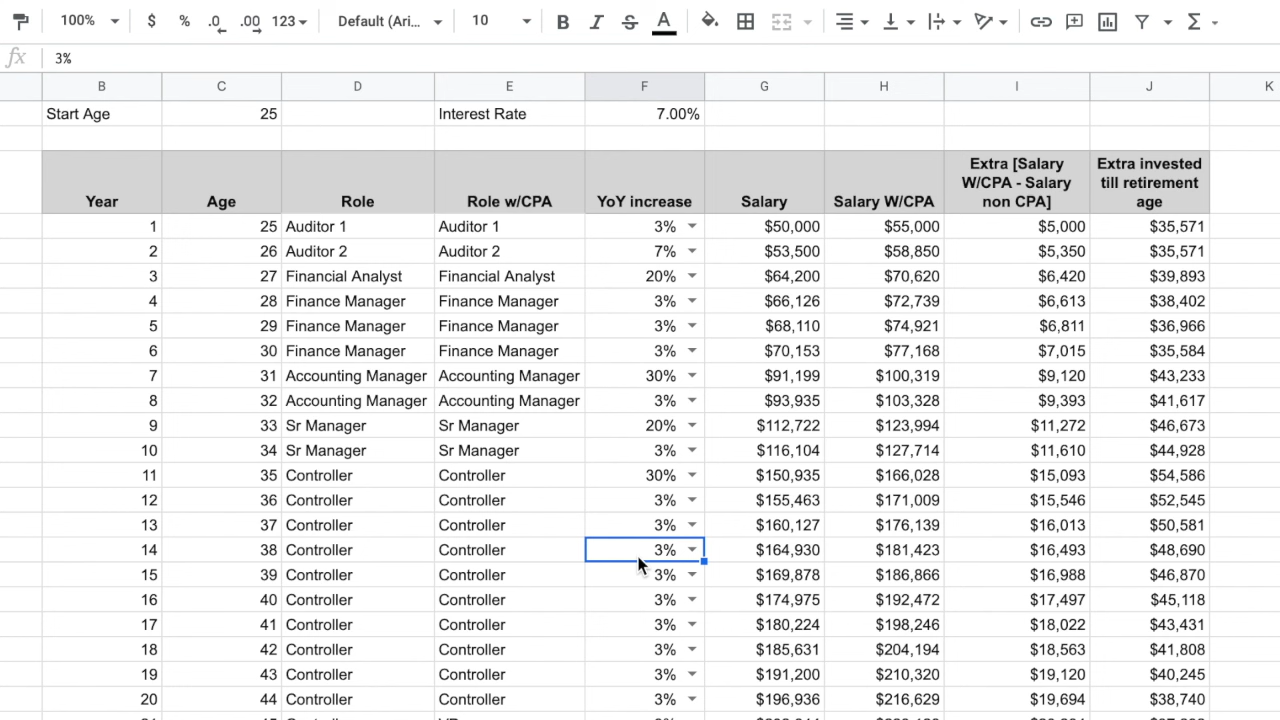 100% $ % .0 .00 123 Default (Ari... 10 B I S A Σ
fx 3%
B C D E F G H I J K
Start Age 25 Interest Rate 7.00%
Year Age Role Role w/CPA YoY increase Salary Salary W/CPA Extra [Salary W/CPA - Salary non CPA] Extra invested till retirement age
1 25 Auditor 1 Auditor 1 3% $50,000 $55,000 $5,000 $35,571
2 26 Auditor 2 Auditor 2 7% $53,500 $58,850 $5,350 $35,571
3 27 Financial Analyst Financial Analyst 20% $64,200 $70,620 $6,420 $39,893
4 28 Finance Manager Finance Manager 3% $66,126 $72,739 $6,613 $38,402
5 29 Finance Manager Finance Manager 3% $68,110 $74,921 $6,811 $36,966
6 30 Finance Manager Finance Manager 3% $70,153 $77,168 $7,015 $35,584
7 31 Accounting Manager Accounting Manager 30% $91,199 $100,319 $9,120 $43,233
8 32 Accounting Manager Accounting Manager 3% $93,935 $103,328 $9,393 $41,617
9 33 Sr Manager Sr Manager 20% $112,722 $123,994 $11,272 $46,673
10 34 Sr Manager Sr Manager 3% $116,104 $127,714 $11,610 $44,928
11 35 Controller Controller 30% $150,935 $166,028 $15,093 $54,586
12 36 Controller Controller 3% $155,463 $171,009 $15,546 $52,545
13 37 Controller Controller 3% $160,127 $176,139 $16,013 $50,581
14 38 Controller Controller 3% $164,930 $181,423 $16,493 $48,690
15 39 Controller Controller 3% $169,878 $186,866 $16,988 $46,870
16 40 Controller Controller 3% $174,975 $192,472 $17,497 $45,118
17 41 Controller Controller 3% $180,224 $198,246 $18,022 $43,431
18 42 Controller Controller 3% $185,631 $204,194 $18,563 $41,808
19 43 Controller Controller 3% $191,200 $210,320 $19,120 $40,245
20 44 Controller Controller 3% $196,936 $216,629 $19,694 $38,740